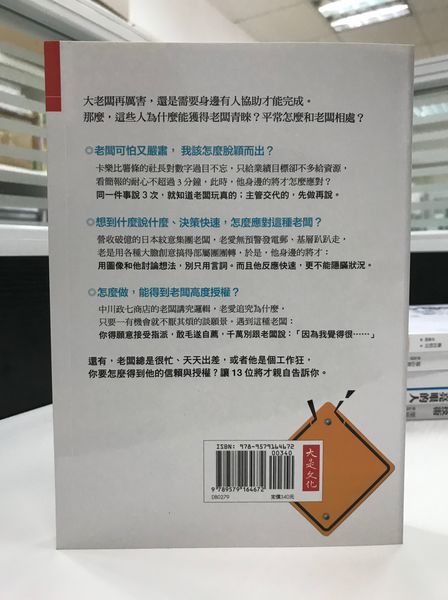 大老闆再厲害，還是需要身邊有人協助才能完成。
那麼，這些人為什麼能獲得老闆青睞？平常怎麼和老闆相處？
◎老闆可怕又嚴肅，我該怎麼脫穎而出？
卡樂比薯條的社長對數字過目不忘，只給業績目標卻不多給資源，
看簡報的耐心不超過3分鐘，此時，他身邊的將才怎麼應對？
同一件事說3次，就知道老闆玩真的；主管交代的，先做再說。
◎想到什麼說什麼、決策快速，怎麼應對這種老闆？
營收破億的日本紋意集團老闆，老愛無預警發電郵，基層趴趴走，
老是用各種大膽創意搞得部屬團團轉，於是，他身邊的將才：
用圖像和他討論想法，別只用言詞。而且他反應快速，更不能隱瞞狀況。
◎怎麼做，能得到老闆高度授權？
中川政七商店的老闆講究邏輯，老愛追究為什麼，
只要一有機會就不厭其煩的談願景，遇到這種老闆：
你得願意接受指派，敢毛遂自薦，千萬別跟老闆說：「因為我覺得很……」
還有，老闆總是很忙、天天出差，或者他是個工作狂，
你要怎麼得到他的信賴與授權？讓13位將才親自告訴你。
ISBN: 978-9579164672
00340
9 789579 164672
DB0279
定價340元
大是文化